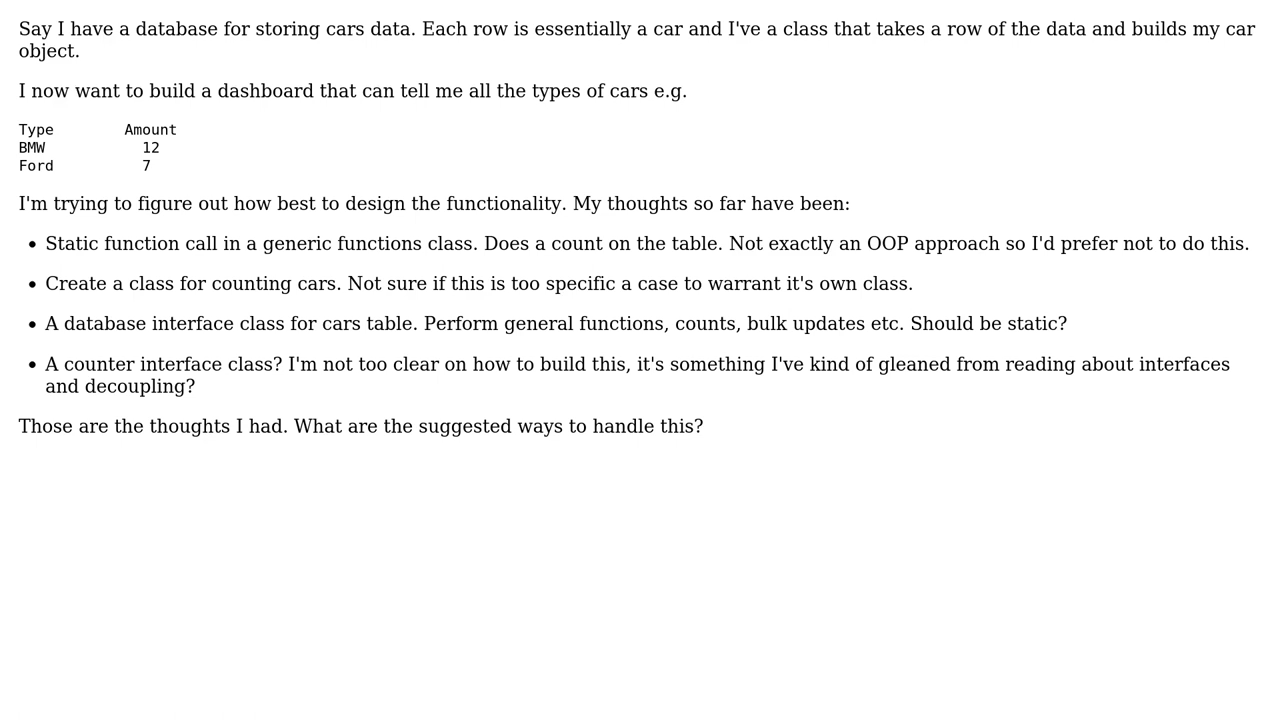 Say I have a database for storing cars data. Each row is essentially a car and I've a class that takes a row of the data and builds my car
object.
I now want to build a dashboard that can tell me all the types of cars e.g.
Type        Amount
BMW           12
Ford          7
I'm trying to figure out how best to design the functionality. My thoughts so far have been:
• Static function call in a generic functions class. Does a count on the table. Not exactly an OOP approach so I'd prefer not to do this.
• Create a class for counting cars. Not sure if this is too specific a case to warrant it's own class.
• A database interface class for cars table. Perform general functions, counts, bulk updates etc. Should be static?
• A counter interface class? I'm not too clear on how to build this, it's something I've kind of gleaned from reading about interfaces
and decoupling?
Those are the thoughts I had. What are the suggested ways to handle this?